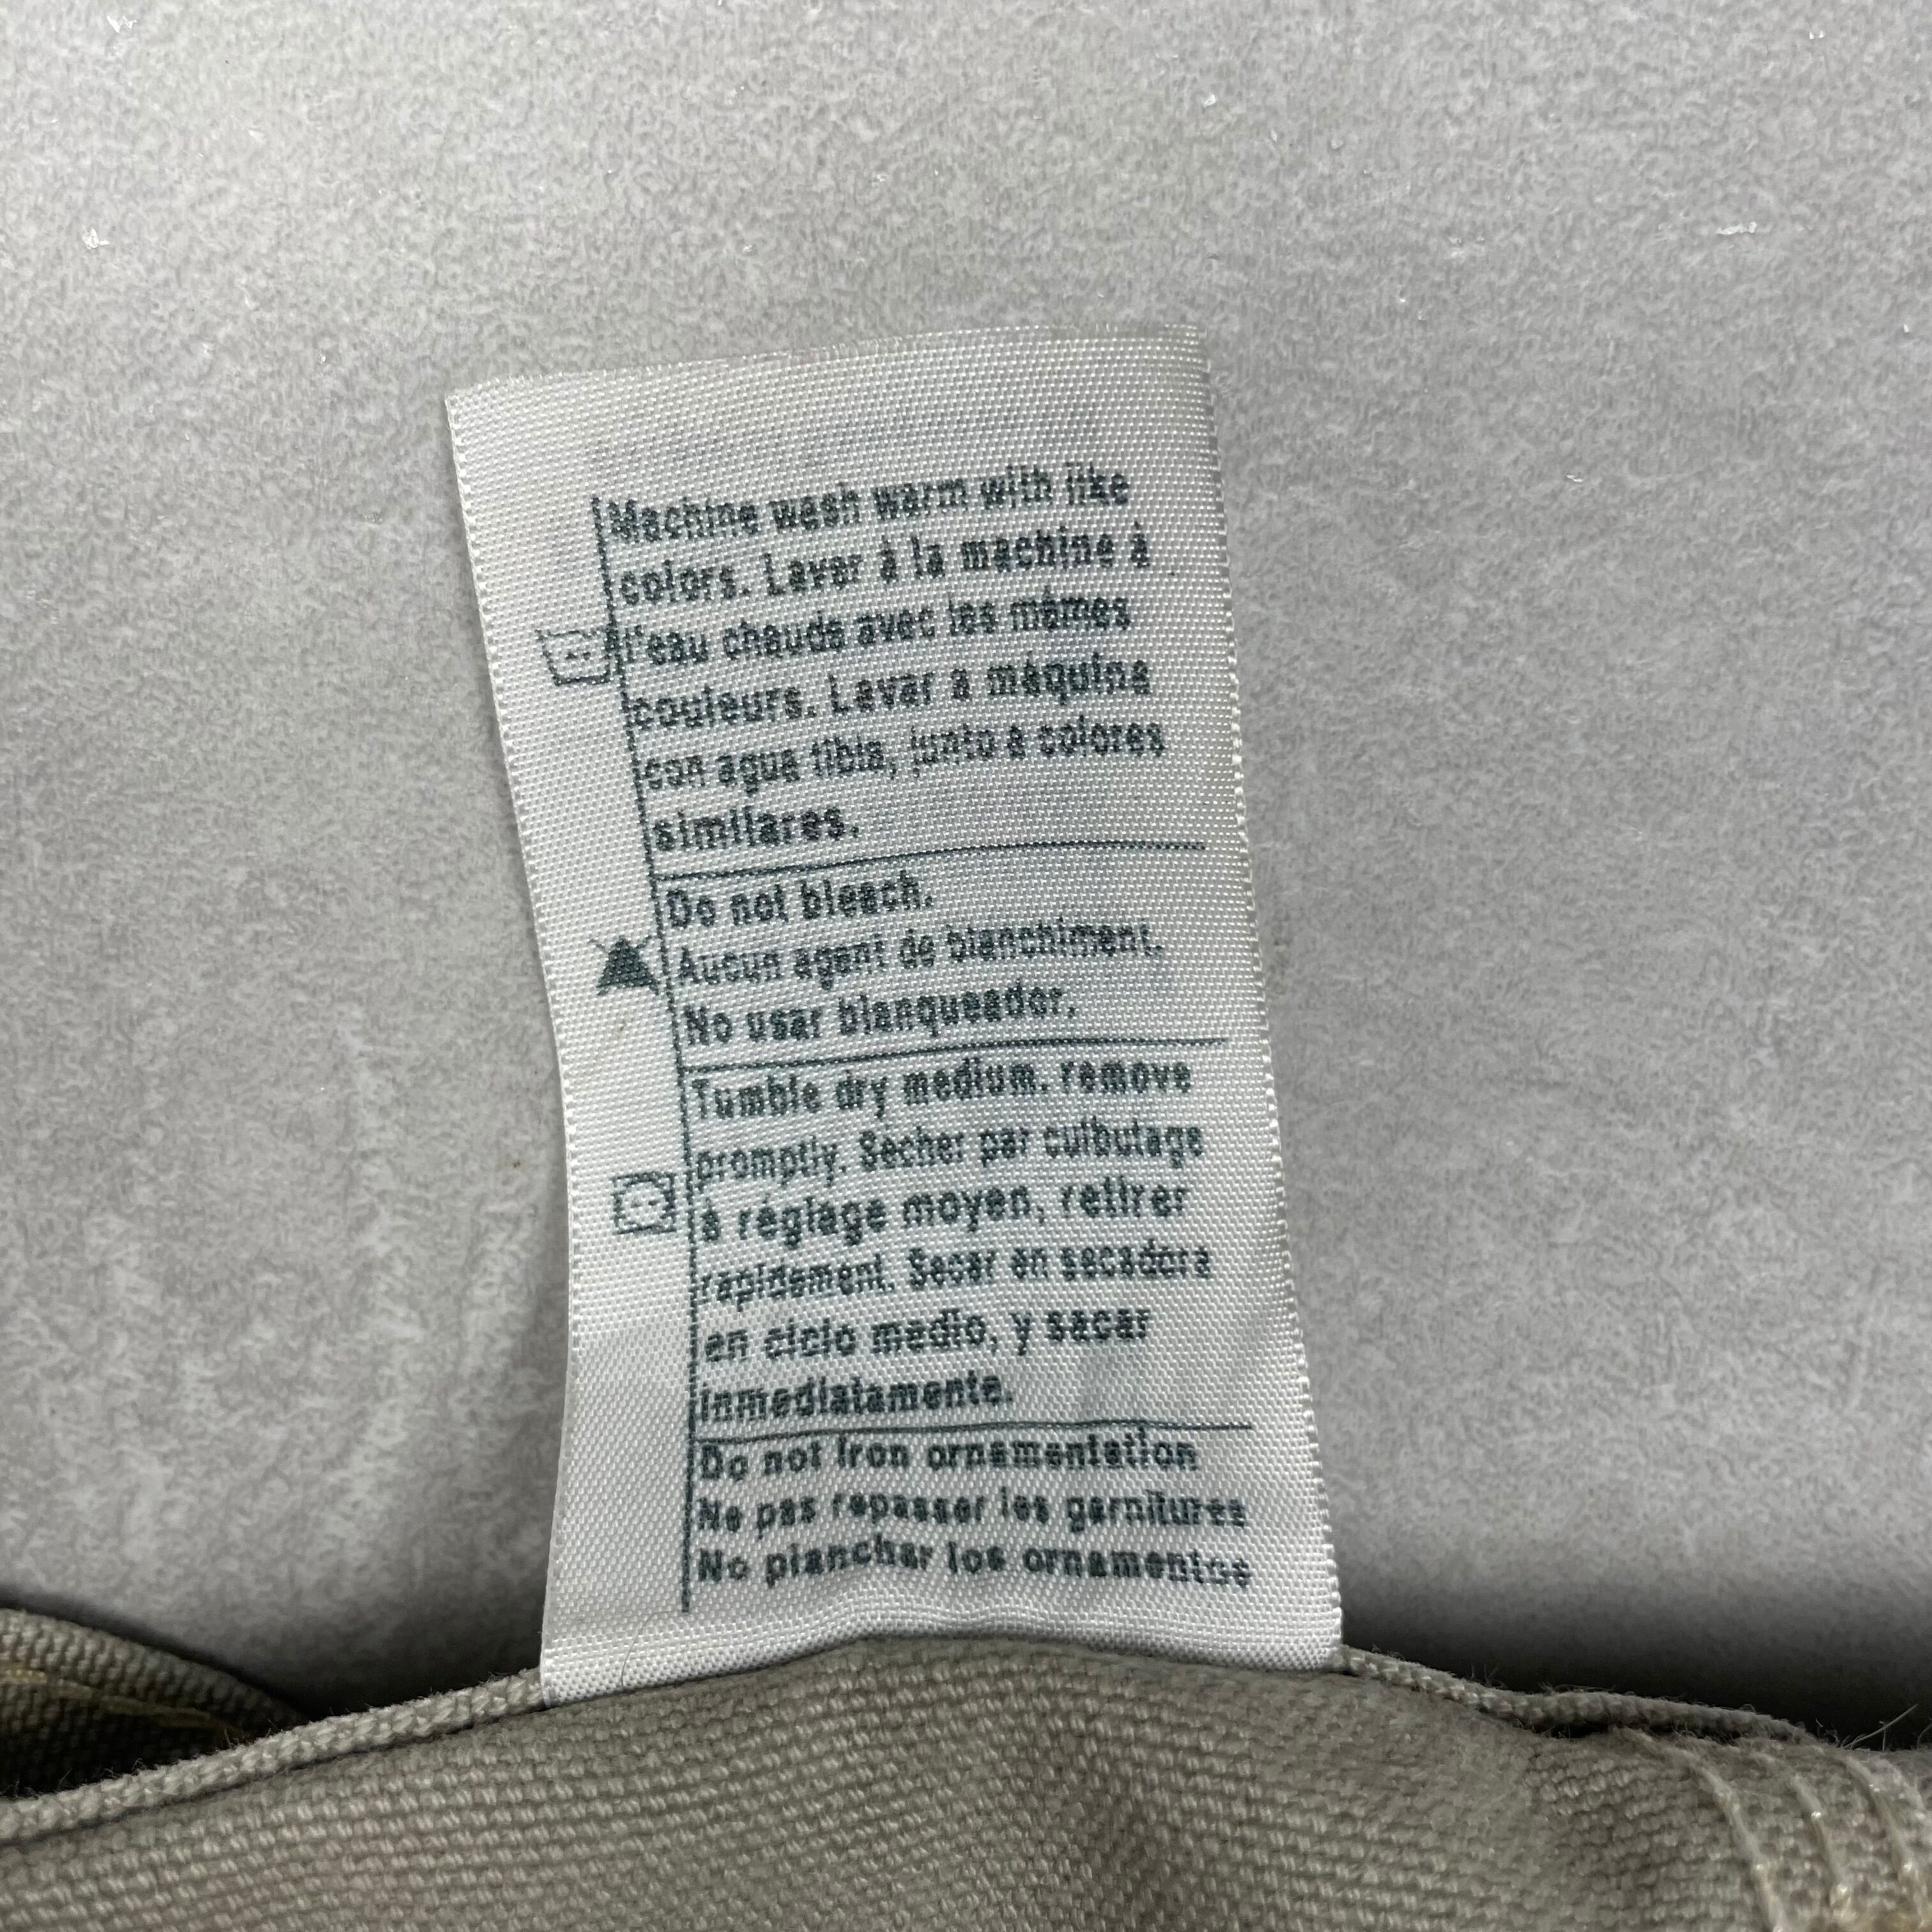 Machine wash warm with like
colors. Laver à la machine à
l'eau chaude avec les mêmes
couleurs. Lavar a máquina
con agua tibia, junto a colores
similares.
Do not bleach.
Aucun agent de blanchiment.
No usar blanqueador.
Tumble dry medium. remove
promptly. Sécher par culbutage
à réglage moyen, retirer
rapidement. Secar en secadora
en ciclo medio, y sacar
inmediatamente.
Do not iron ornamentation
Ne pas repasser les garnitures
No planchar los ornamentos